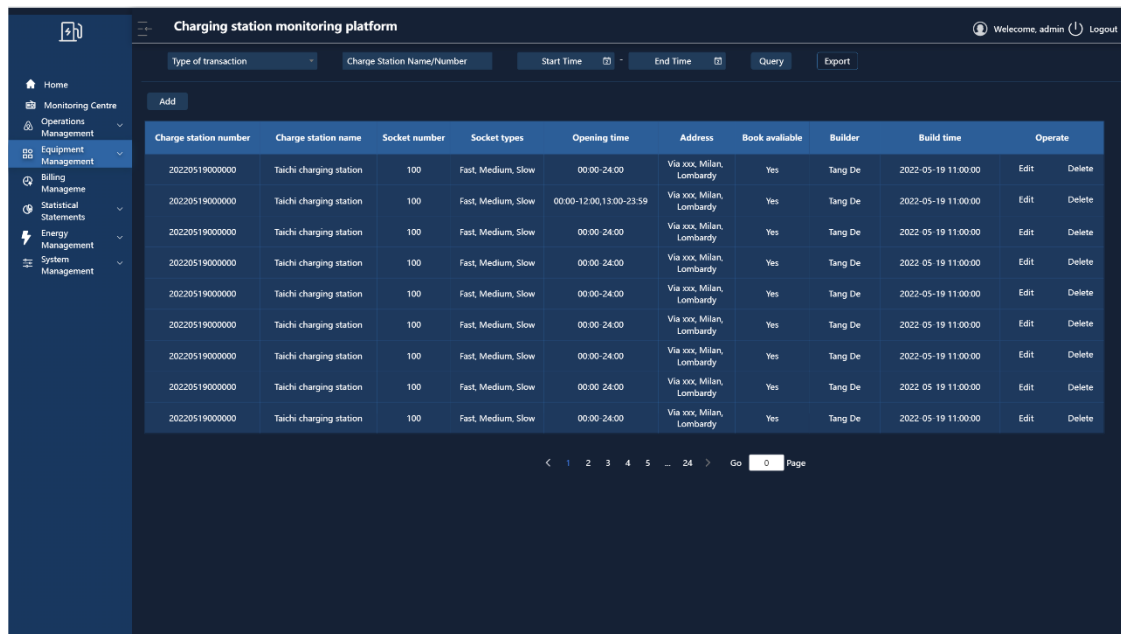 Charging station monitoring platform
Welecome, admin Logout
Type of transaction Charge Station Name/Number Start Time - End Time Query Export
Home
Monitoring Centre
Operations
Management
Equipment
Management
Billing
Manageme
Statistical
Statements
Energy
Management
System
Management
Add
Charge station number Charge station name Socket number Socket types Opening time Address Book avaliable Builder Build time Operate
20220519000000 Taichi charging station 100 Fast, Medium, Slow 00:00-24:00 Via xxx, Milan, Yes Tang De 2022-05-19 11:00:00 Edit Delete
Lombardy
20220519000000 Taichi charging station 100 Fast, Medium, Slow 00:00-12:00,13:00-23:59 Via xxx, Milan, Yes Tang De 2022-05-19 11:00:00 Edit Delete
Lombardy
20220519000000 Taichi charging station 100 Fast, Medium, Slow 00:00-24:00 Via xxx, Milan, Yes Tang De 2022-05-19 11:00:00 Edit Delete
Lombardy
20220519000000 Taichi charging station 100 Fast, Medium, Slow 00:00-24:00 Via xxx, Milan, Yes Tang De 2022-05-19 11:00:00 Edit Delete
Lombardy
20220519000000 Taichi charging station 100 Fast, Medium, Slow 00:00-24:00 Via xxx, Milan, Yes Tang De 2022-05-19 11:00:00 Edit Delete
Lombardy
20220519000000 Taichi charging station 100 Fast, Medium, Slow 00:00-24:00 Via xxx, Milan, Yes Tang De 2022-05-19 11:00:00 Edit Delete
Lombardy
20220519000000 Taichi charging station 100 Fast, Medium, Slow 00:00-24:00 Via xxx, Milan, Yes Tang De 2022-05-19 11:00:00 Edit Delete
Lombardy
20220519000000 Taichi charging station 100 Fast, Medium, Slow 00:00-24:00 Via xxx, Milan, Yes Tang De 2022-05-19 11:00:00 Edit Delete
Lombardy
20220519000000 Taichi charging station 100 Fast, Medium, Slow 00:00-24:00 Via xxx, Milan, Yes Tang De 2022-05-19 11:00:00 Edit Delete
Lombardy
< 1 2 3 4 5 ... 24 > Go 0 Page